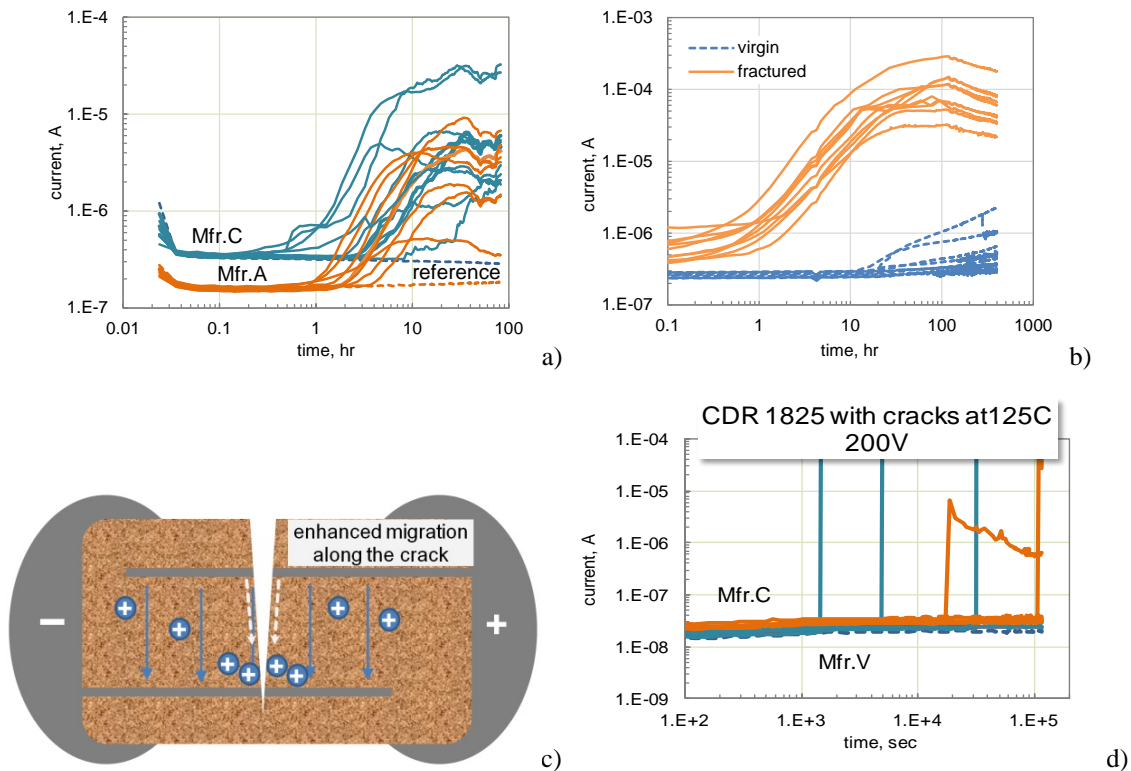 1.E-4
1.E-5
1.E-6
1.E-7
current, A
Mfr.C
Mfr.A
reference
0.01 0.1 1 10 100
time, hr
a)
1.E-03
1.E-04
1.E-05
1.E-06
1.E-07
current, A
virgin
fractured
0.1 1 10 100 1000
time, hr
b)
enhanced migration
along the crack
− +
+ + + + + + + +
c)
CDR 1825 with cracks at125C
200V
1.E-04
1.E-05
1.E-06
1.E-07
1.E-08
1.E-09
current, A
Mfr.C
Mfr.V
1.E+2 1.E+3 1.E+4 1.E+5
time, sec
d)